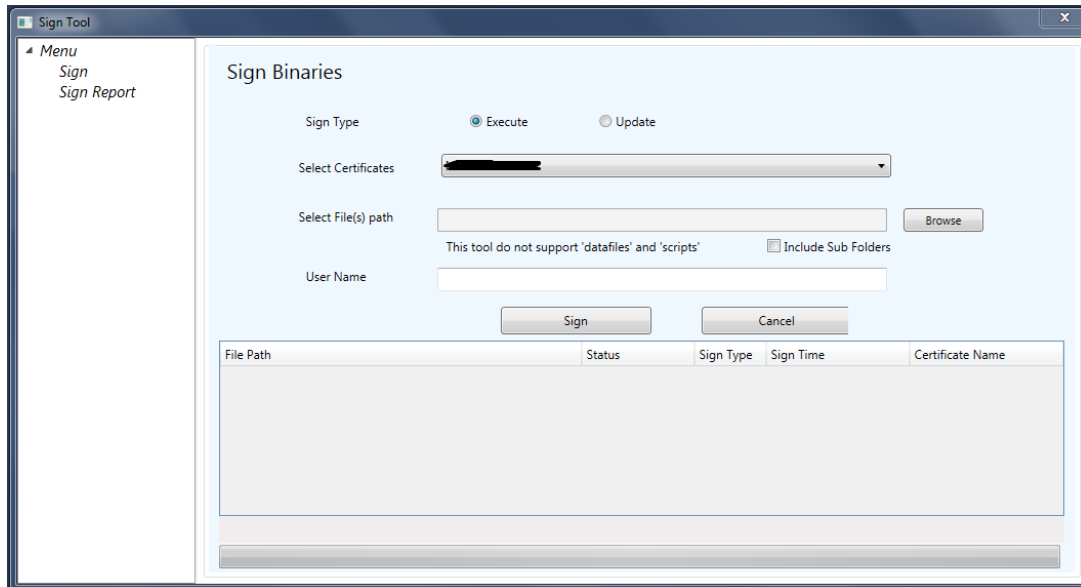 Sign Tool
x
Menu
Sign
Sign Report
Sign Binaries
Sign Type Execute Update
Select Certificates
Select File(s) path Browse
This tool do not support 'datafiles' and 'scripts' Include Sub Folders
User Name
Sign Cancel
File Path Status Sign Type Sign Time Certificate Name